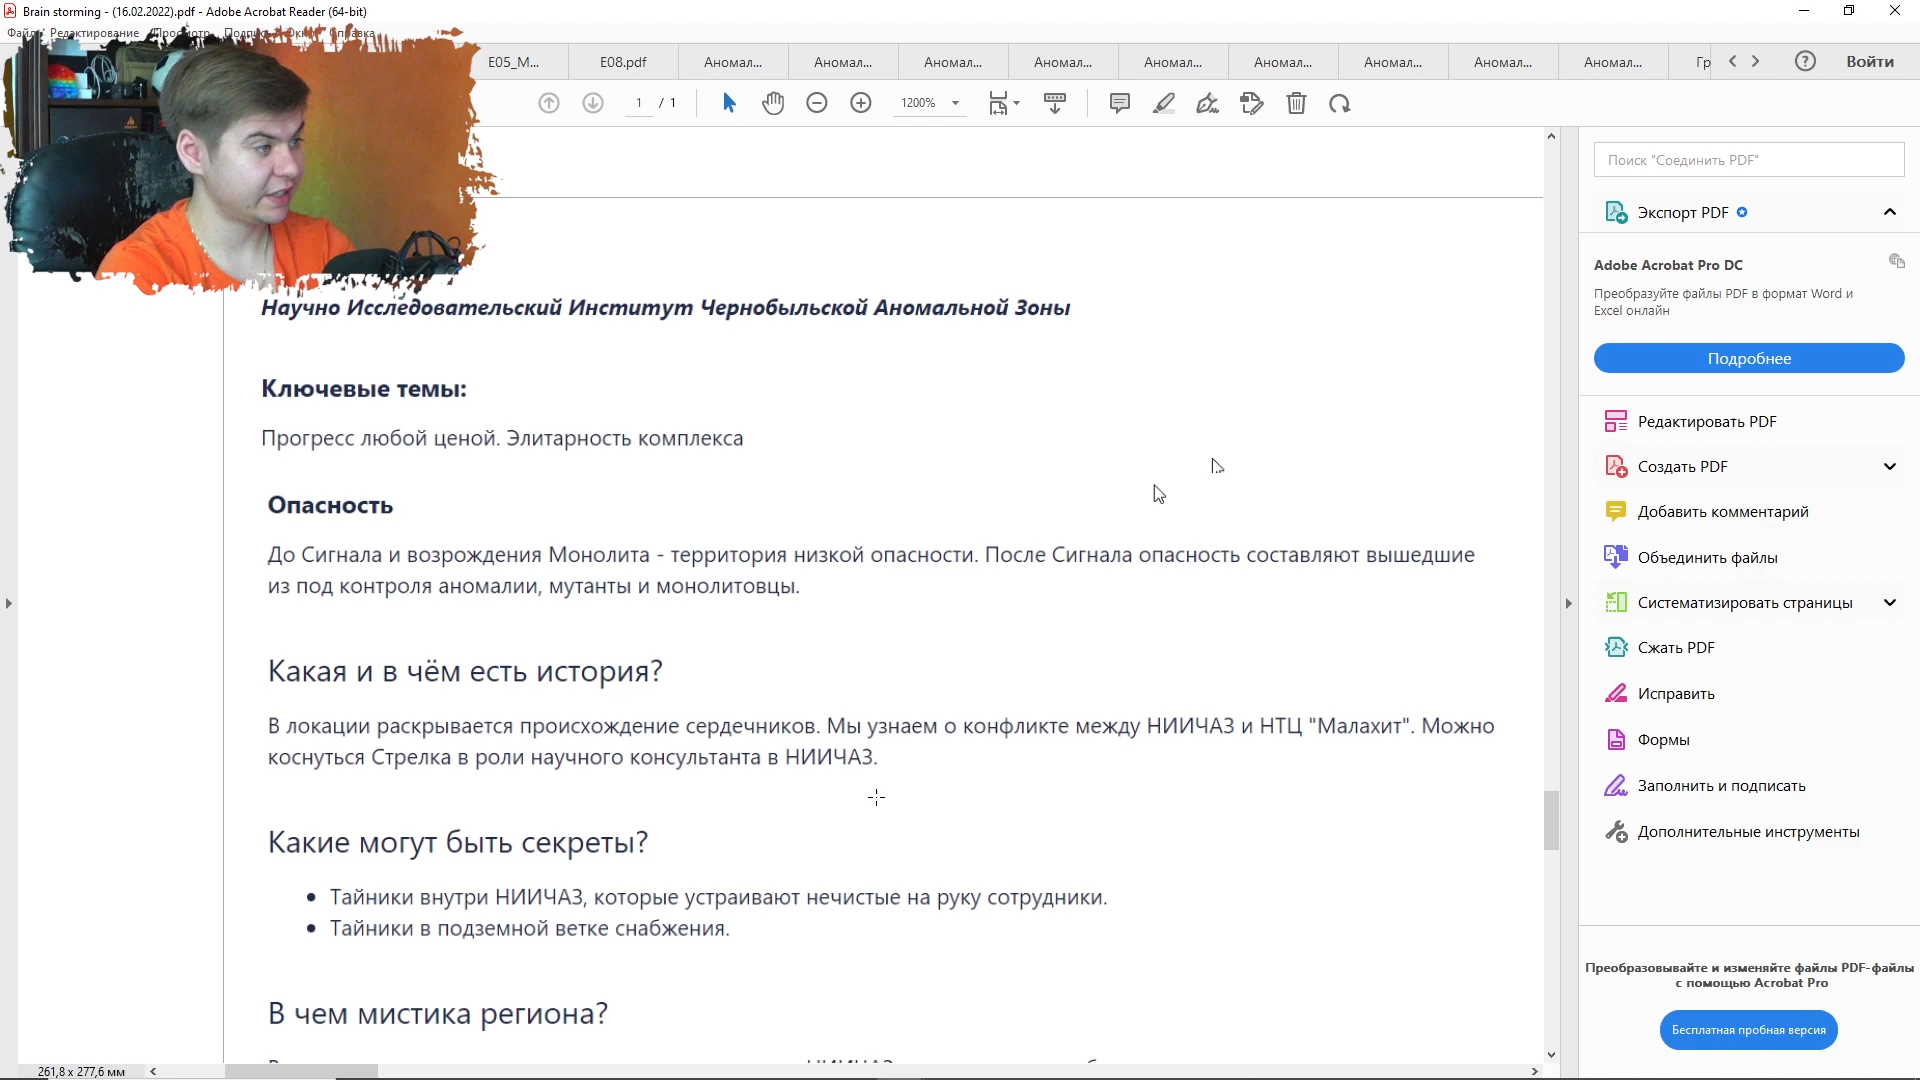 Brain storming - (16.02.2022).pdf - Adobe Acrobat Reader (64-bit)
Редактирование
E05_M...
E08.pdf
Аномал...
Аномал...
Аномал...
Аномал...
Аномал...
Аномал...
Аномал...
Аномал...
Аномал...
Гр
Войти
1 / 1
1200%
Научно Исследовательский Институт Чернобыльской Аномальной Зоны
Ключевые темы:
Прогресс любой ценой. Элитарность комплекса
Опасность
До Сигнала и возрождения Монолита - территория низкой опасности. После Сигнала опасность составляют вышедшие
из под контроля аномалии, мутанты и монолитовцы.
Какая и в чём есть история?
В локации раскрывается происхождение сердечников. Мы узнаем о конфликте между НИИЧАЗ и НТЦ "Малахит". Можно
коснуться Стрелка в роли научного консультанта в НИИЧАЗ.
Какие могут быть секреты?
• Тайники внутри НИИЧАЗ, которые устраивают нечистые на руку сотрудники.
• Тайники в подземной ветке снабжения.
В чем мистика региона?
261,8 x 277,6 мм
Поиск "Соединить PDF"
Экспорт PDF
Adobe Acrobat Pro DC
Преобразуйте файлы PDF в формат Word и
Excel онлайн
Подробнее
Редактировать PDF
Создать PDF
Добавить комментарий
Объединить файлы
Систематизировать страницы
Сжать PDF
Исправить
Формы
Заполнить и подписать
Дополнительные инструменты
Преобразовывайте и изменяйте файлы PDF-файлы
с помощью Acrobat Pro
Бесплатная пробная версия